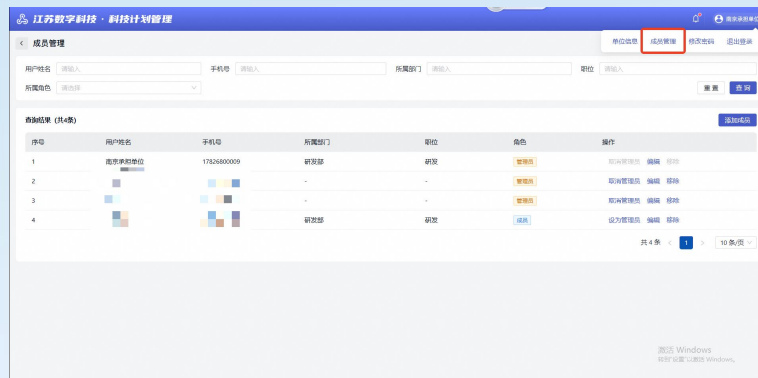 江苏数字科技 · 科技计划管理
南京承担单位
成员管理
单位信息 成员管理 修改密码 退出登录
用户姓名 请输入 手机号 请输入 所属部门 请输入 职位 请输入
所属角色 请选择 重置 查询
查询结果 (共4条) 添加成员
序号 用户姓名 手机号 所属部门 职位 角色 操作
1 南京承担单位 17826800009 研发部 研发 管理员 取消管理员 编辑 移除
2 - - 管理员 取消管理员 编辑 移除
3 - - 管理员 取消管理员 编辑 移除
4 研发部 研发 成员 设为管理员 编辑 移除
共 4 条 < 1 > 10 条/页
激活 Windows
转到"设置"以激活 Windows。